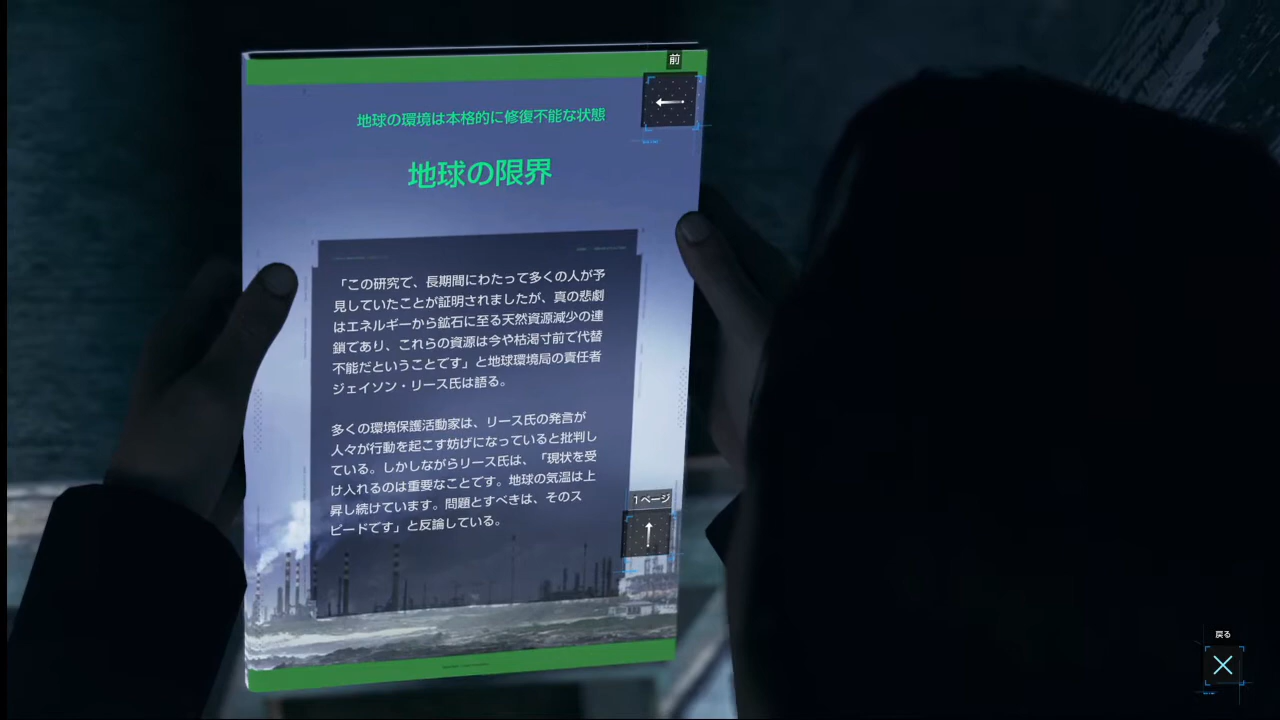 前
地球の環境は本格的に修復不能な状態
地球の限界
「この研究で、長期間にわたって多くの人が予
見していたことが証明されましたが、真の悲劇
はエネルギーから鉱石に至る天然資源減少の連
鎖であり、これらの資源は今や枯渇寸前で代替
不能だということです」と地球環境局の責任者
ジェイソン・リース氏は語る。
多くの環境保護活動家は、リース氏の発言が
人々が行動を起こす妨げになっていると批判し
ている。しかしながらリース氏は、「現状を受
け入れるのは重要なことです。地球の気温は上
昇し続けています。問題とすべきは、そのス
ピードです」と反論している。
1ページ
戻る